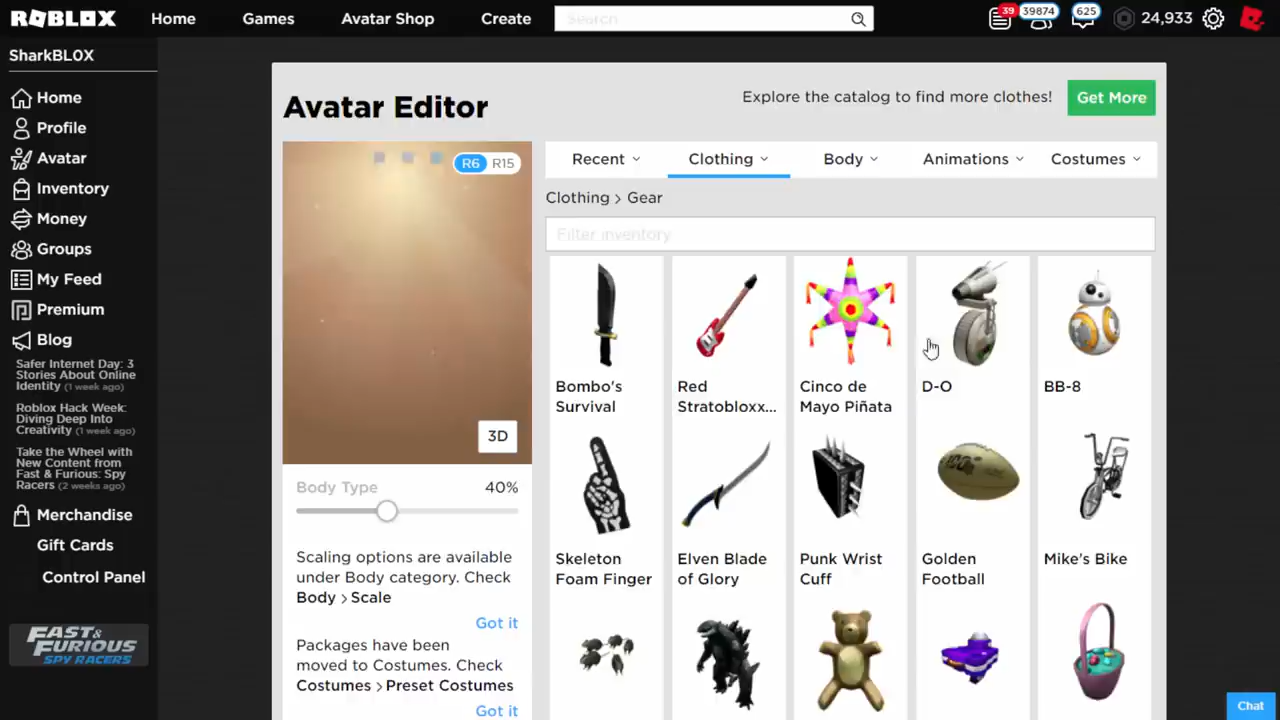 ROBLOX
Home
Games
Avatar Shop
Create
Search
39
39874
625
24,933
SharkBLOX
Home
Profile
Avatar
Inventory
Money
Groups
My Feed
Premium
Blog
Safer Internet Day: 3
Stories About Online
Identity (1 week ago)
Roblox Hack Week:
Diving Deep Into
Creativity (1 week ago)
Take the Wheel with
New Content from
Fast & Furious: Spy
Racers (2 weeks ago)
Merchandise
Gift Cards
Control Panel
FAST &
FURIOUS
SPY RACERS
Avatar Editor
Explore the catalog to find more clothes!
Get More
R6 R15
3D
Body Type 40%
Scaling options are available
under Body category. Check
Body > Scale
Got it
Packages have been
moved to Costumes. Check
Costumes > Preset Costumes
Got it
Recent
Clothing
Body
Animations
Costumes
Clothing > Gear
Filter inventory
Bombo's
Survival
Red
Stratobloxx...
Cinco de
Mayo Piñata
D-O
BB-8
Skeleton
Foam Finger
Elven Blade
of Glory
Punk Wrist
Cuff
Golden
Football
Mike's Bike
Chat